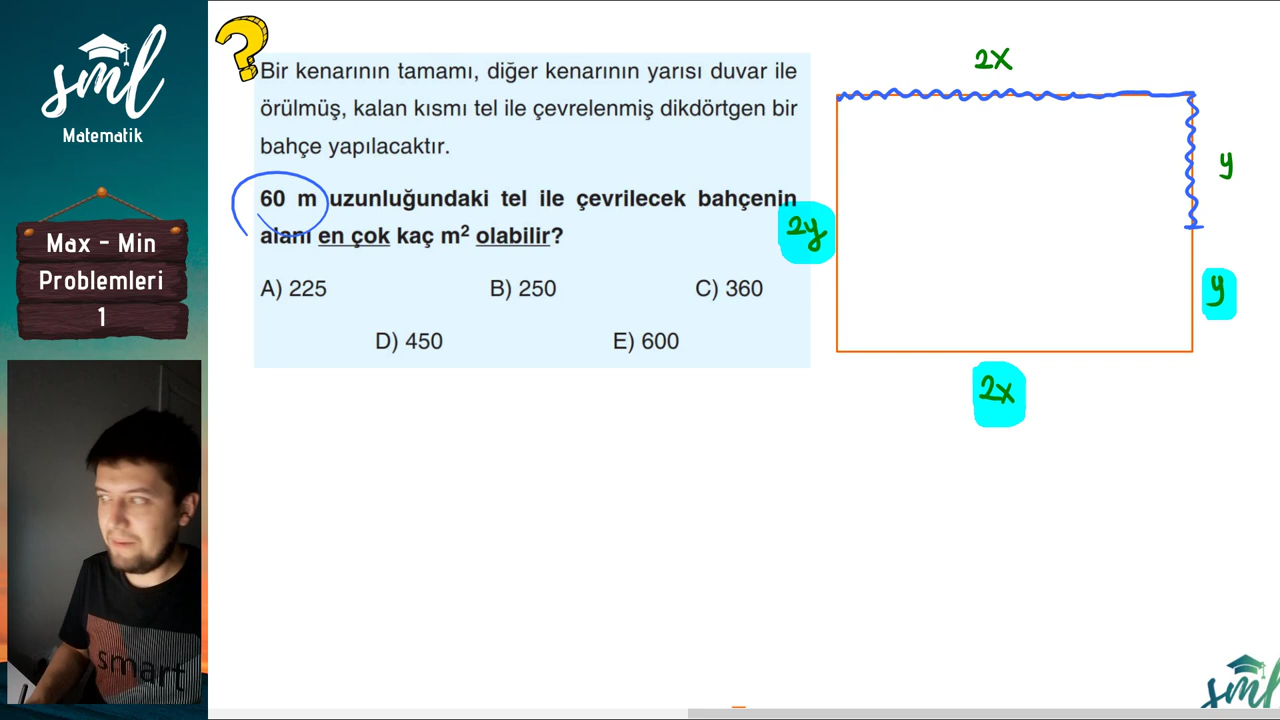 sml
Matematik
Max - Min
Problemleri
1
smart
?
Bir kenarının tamamı, diğer kenarının yarısı duvar ile
örülmüş, kalan kısmı tel ile çevrelenmiş dikdörtgen bir
bahçe yapılacaktır.
60 m uzunluğundaki tel ile çevrilecek bahçenin
alanı en çok kaç m² olabilir?
A) 225 B) 250 C) 360
D) 450 E) 600
2x
y
2y
y
2x
sml